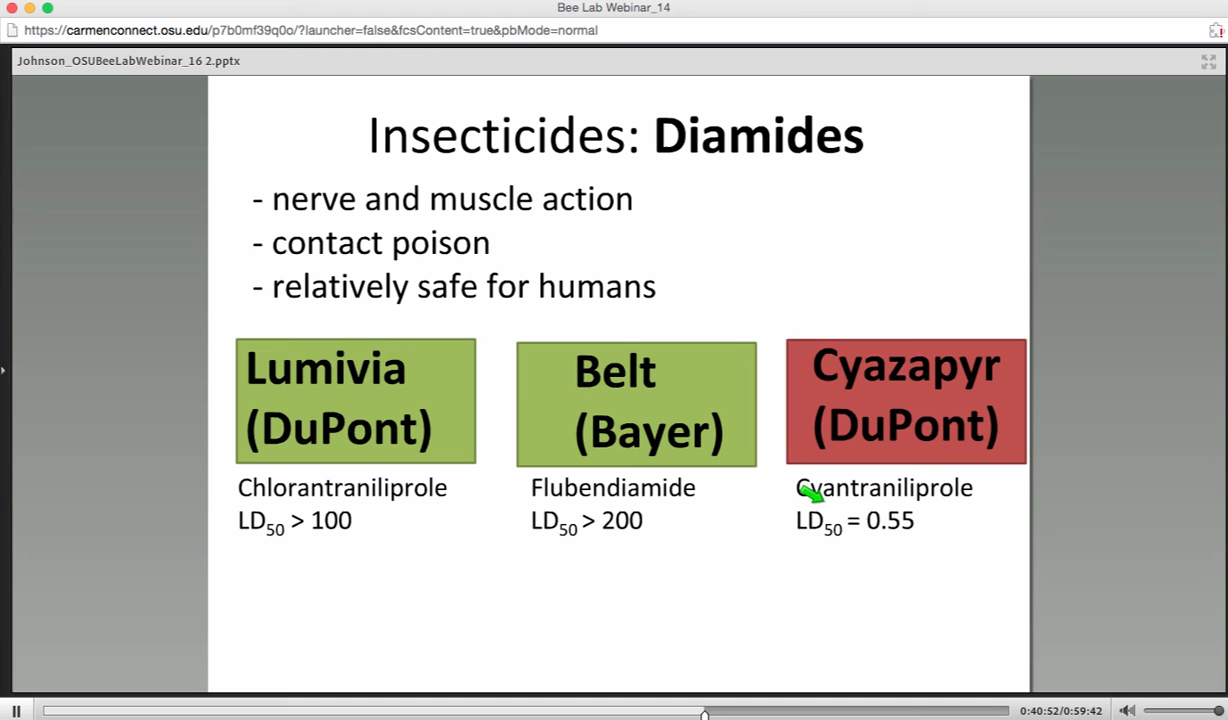 Bee Lab Webinar_14
https://carmenconnect.osu.edu/p7b0mf39q0o/?launcher=false&fcsContent=true&pbMode=normal
Johnson_OSUBeeLabWebinar_16 2.pptx
Insecticides: Diamides
- nerve and muscle action
- contact poison
- relatively safe for humans
Lumivia
(DuPont)
Chlorantraniliprole
LD50 > 100
Belt
(Bayer)
Flubendiamide
LD50 > 200
Cyazapyr
(DuPont)
Cyantraniliprole
LD50 = 0.55
0:40:52/0:59:42